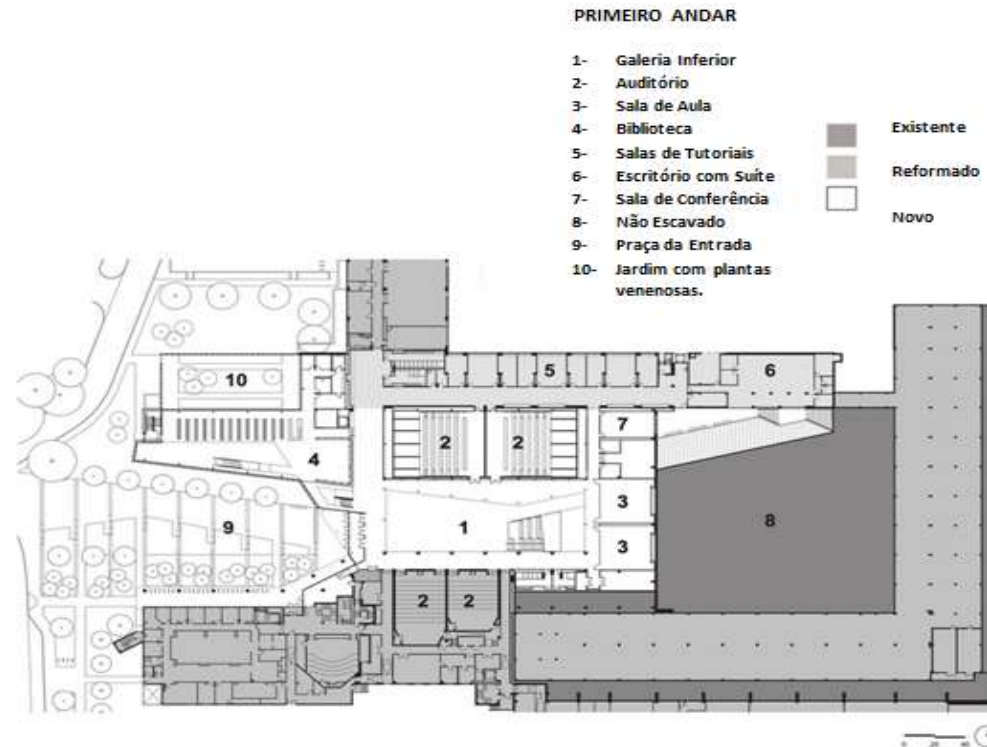 PRIMEIRO ANDAR
1- Galeria Inferior
2- Auditório
3- Sala de Aula
4- Biblioteca
5- Salas de Tutoriais
6- Escritório com Suíte
7- Sala de Conferência
8- Não Escavado
9- Praça da Entrada
10- Jardim com plantas
venenosas.
Existente
Reformado
Novo
10
5
6
2
2
7
4
3
9
1
8
3
2
2